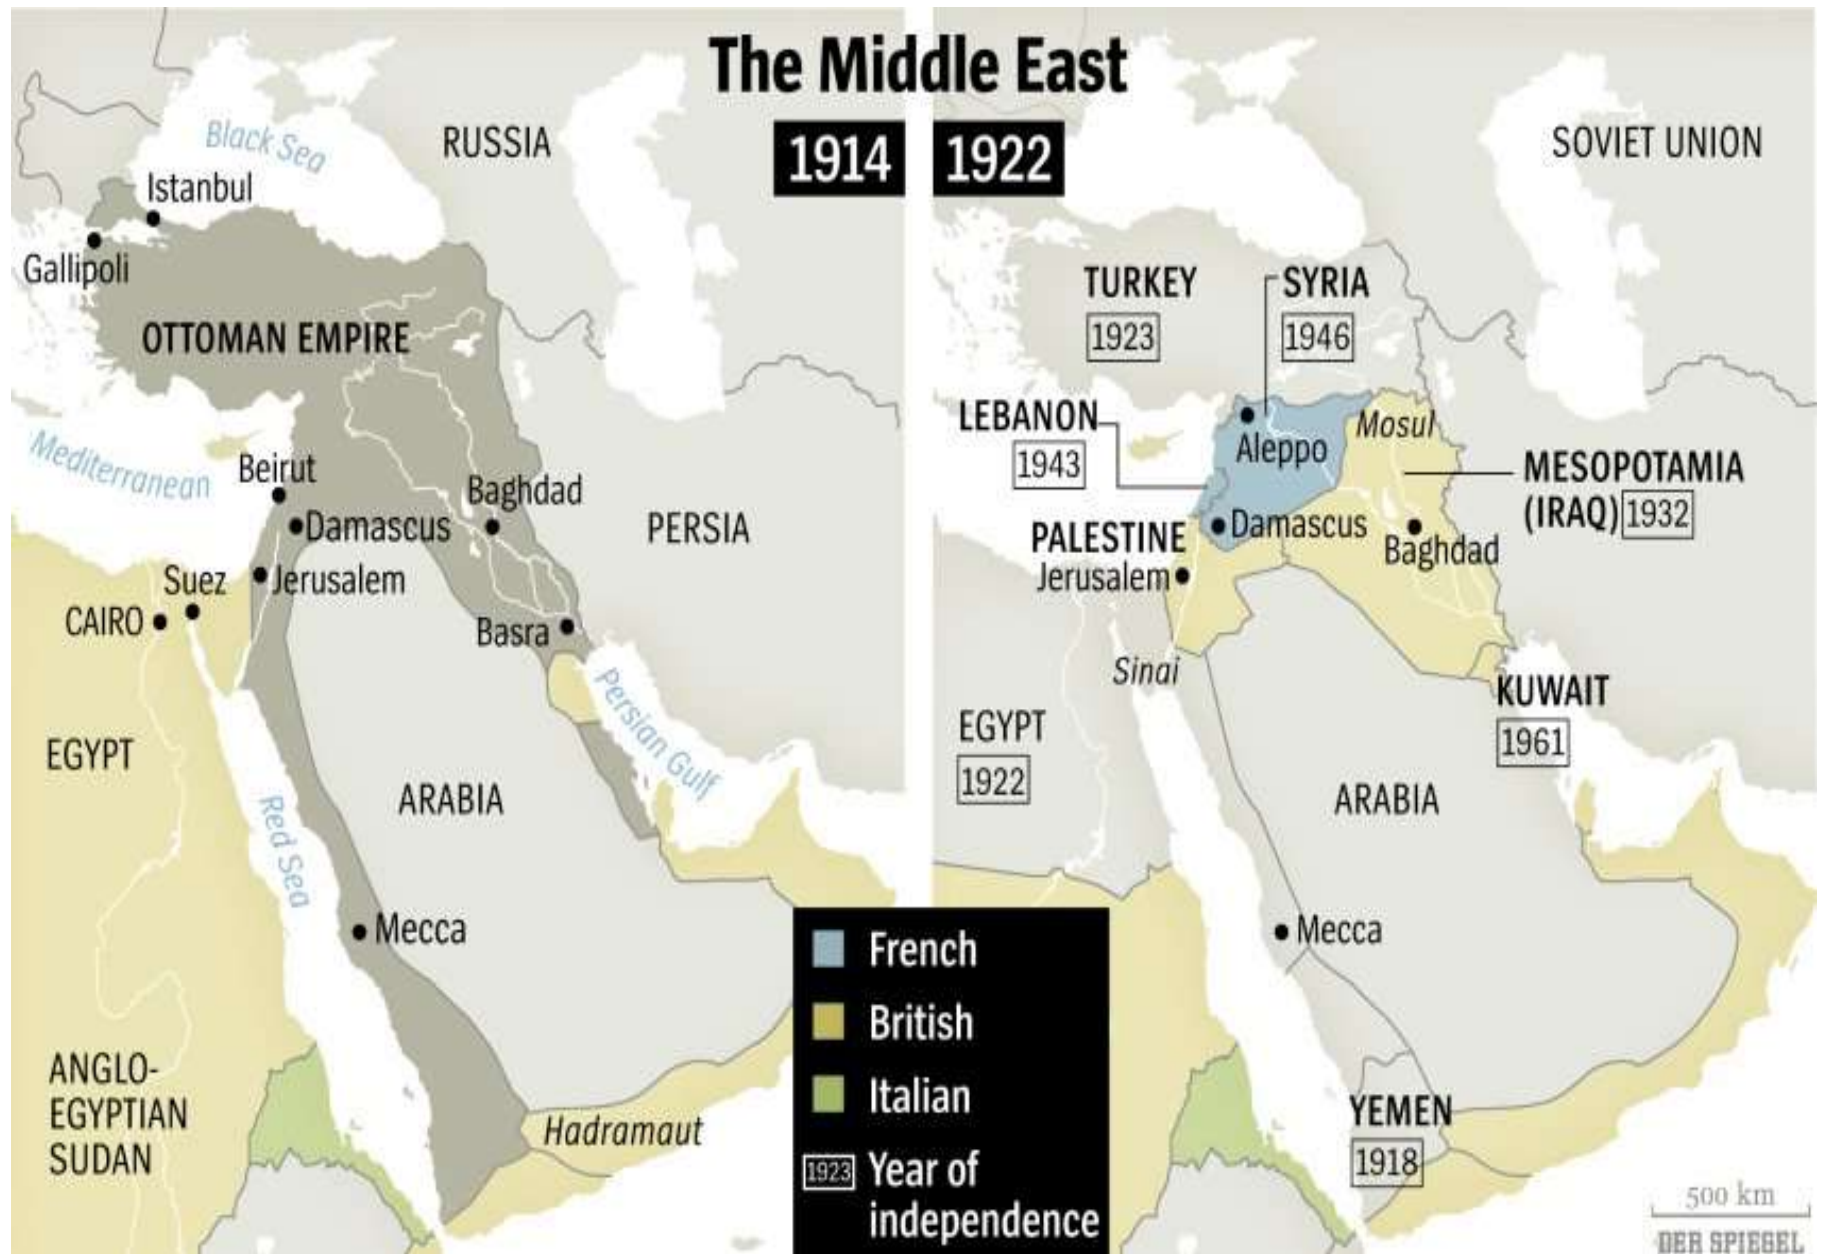 The Middle East
1914
1922
Black Sea
RUSSIA
Istanbul
Gallipoli
OTTOMAN EMPIRE
Mediterranean
Beirut
Baghdad
Damascus
PERSIA
Suez
Jerusalem
CAIRO
Basra
Persian Gulf
EGYPT
ARABIA
Red Sea
Mecca
ANGLO-
EGYPTIAN
SUDAN
Hadramaut
SOVIET UNION
TURKEY
1923
SYRIA
1946
LEBANON
1943
Aleppo
Mosul
MESOPOTAMIA
(IRAQ) 1932
PALESTINE
Damascus
Baghdad
Jerusalem
Sinai
KUWAIT
1961
EGYPT
1922
ARABIA
Mecca
YEMEN
1918
French
British
Italian
1923 Year of
independence
500 km
DER SPIEGEL